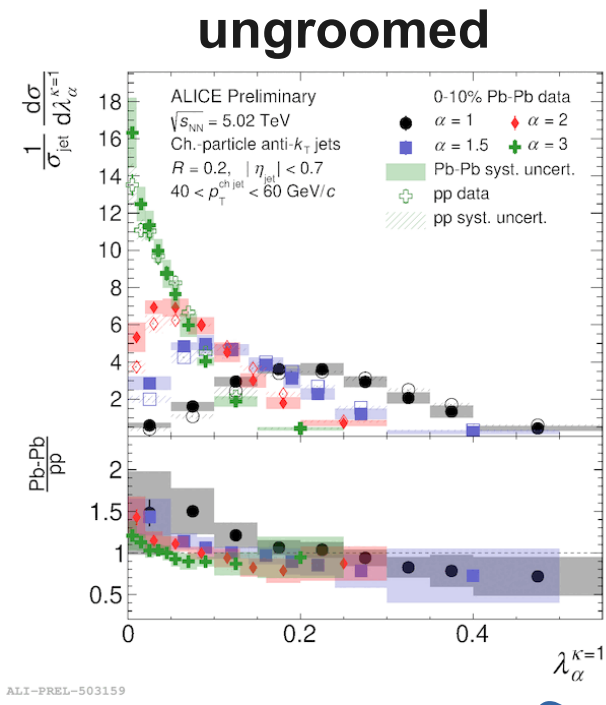 ungroomed
1/σ_jet dσ/dλ_α^κ=1
18
16
14
12
10
8
6
4
2
ALICE Preliminary
√s_NN = 5.02 TeV
Ch.-particle anti-k_T jets
R = 0.2, | η_jet | < 0.7
40 < p_T^ch jet < 60 GeV/c
0-10% Pb-Pb data
α = 1 α = 2
α = 1.5 α = 3
Pb-Pb syst. uncert.
pp data
pp syst. uncert.
Pb-Pb/pp
2
1.5
1
0.5
0 0.2 0.4
λ_α^κ=1
ALI-PREL-503159